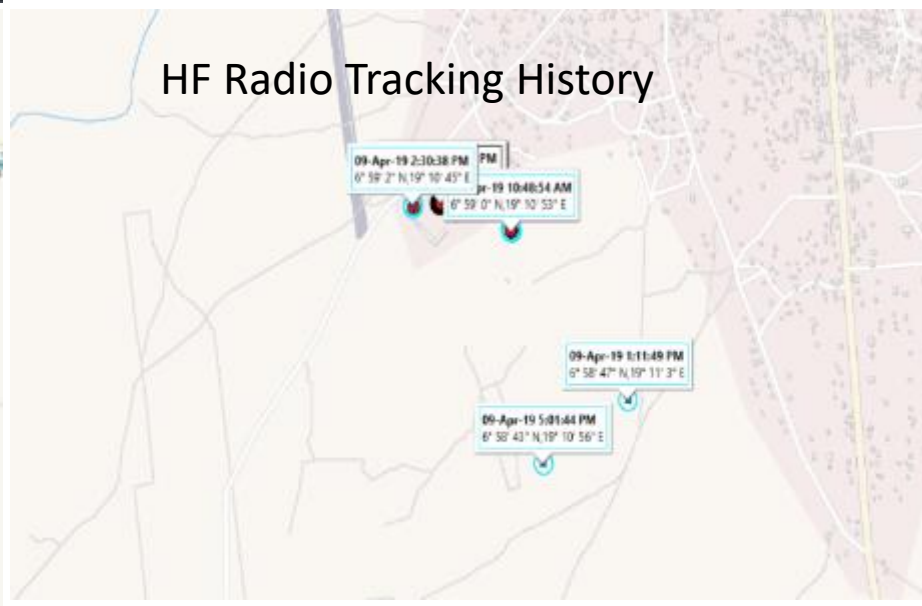 HF Radio Tracking History
09-Apr-19 2:30:38 PM
6° 59' 2" N,19° 10' 45" E
PM
pr-19 10:48:54 AM
6° 59' 0" N,19° 10' 53" E
09-Apr-19 1:11:49 PM
6° 58' 47" N,19° 11' 3" E
09-Apr-19 5:01:44 PM
6° 58' 43" N,19° 10' 56" E